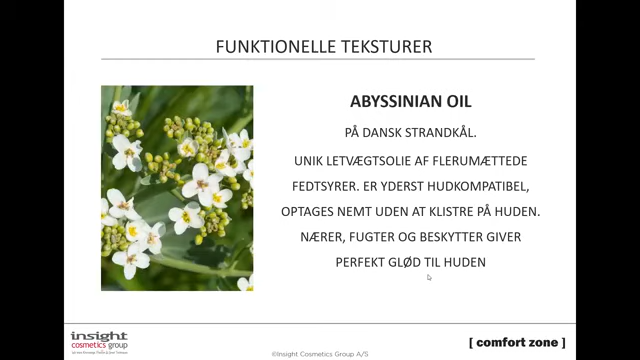 FUNKTIONELLE TEKSTURER
ABYSSINIAN OIL
PÅ DANSK STRANDKÅL.
UNIK LETVÆGTSOLIE AF FLERUMÆTTEDE
FEDTSYRER. ER YDERST HUDKOMPATIBEL,
OPTAGES NEMT UDEN AT KLISTRE PÅ HUDEN.
NÆRER, FUGTER OG BESKYTTER GIVER
PERFEKT GLØD TIL HUDEN
insight
cosmetics group
©Insight Cosmetics Group A/S
[ comfort zone ]